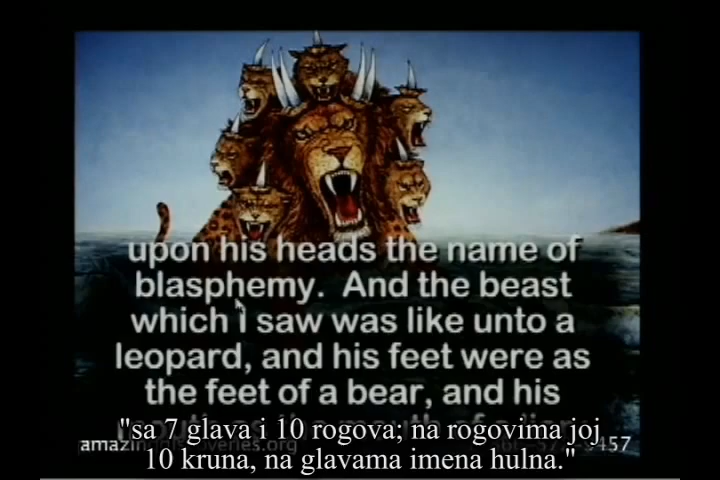 upon his heads the name of
blasphemy. And the beast
which I saw was like unto a
leopard, and his feet were as
the feet of a bear, and his
"sa 7 glava i 10 rogova; na rogovima joj
10 kruna, na glavama imena hulna."